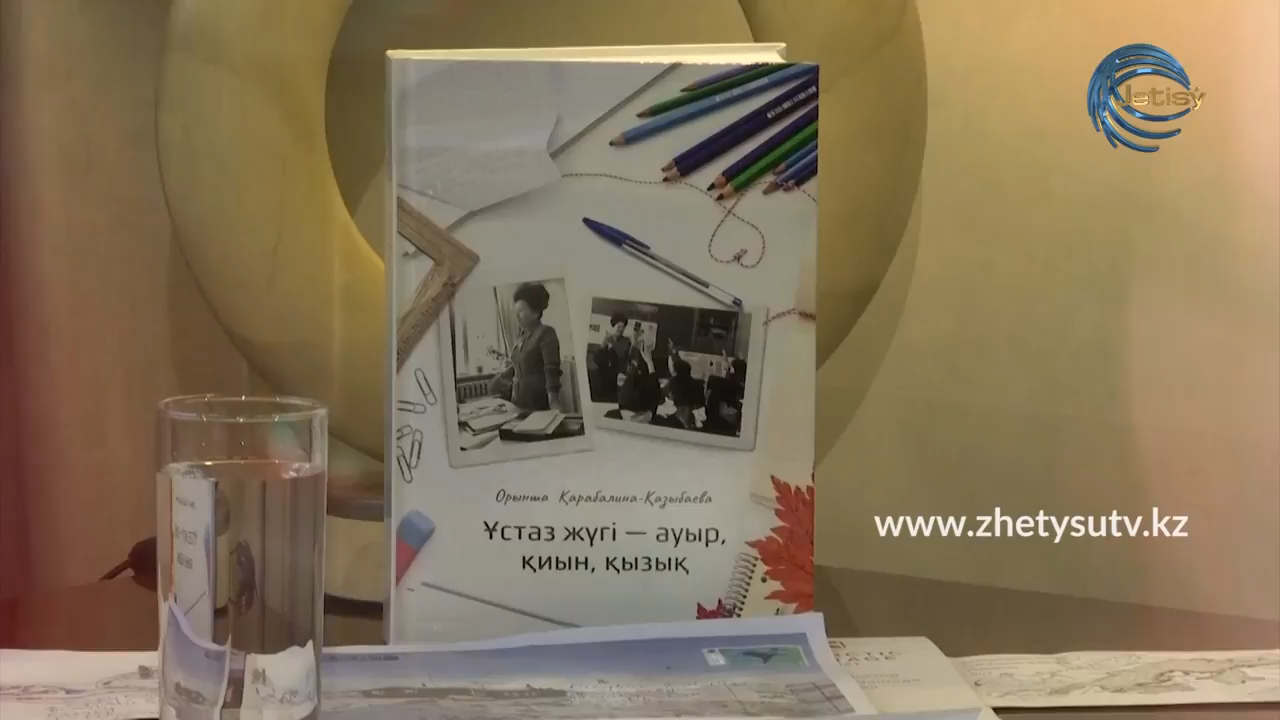 Jetisý
Орынша Қарабалина-Қазыбаева
Ұстаз жүгі — ауыр,
қиын, қызық
www.zhetysutv.kz